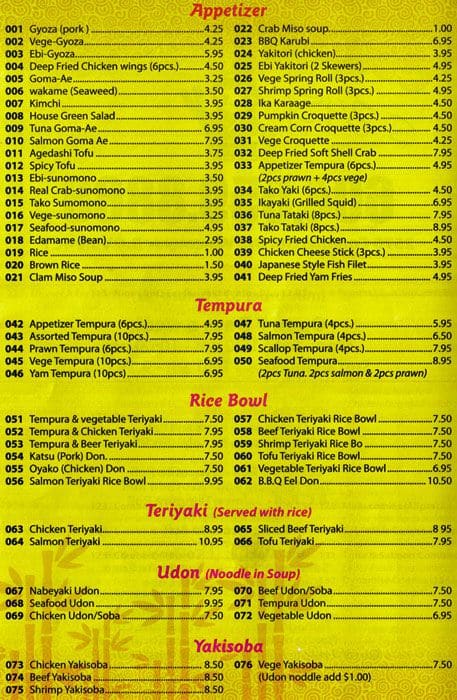 Appetizer
001 Gyoza (pork ) 4.25
002 Vege-Gyoza 4.25
003 Ebi-Gyoza 5.95
004 Deep Fried Chicken wings (6pcs.) 4.50
005 Goma-Ae 3.25
006 wakame (Seaweed) 3.50
007 Kimchi 3.95
008 House Green Salad 3.95
009 Tuna Goma-Ae 6.95
010 Salmon Goma Ae 7.95
011 Agedashi Tofu 3.75
012 Spicy Tofu 3.95
013 Ebi-sunomono 3.50
014 Real Crab-sunomono 3.95
015 Tako Sumomono 3.95
016 Vege-sunomono 3.25
017 Seafood-sunomono 4.95
018 Edamame (Bean) 2.95
019 Rice 1.00
020 Brown Rice 1.50
021 Clam Miso Soup 3.95
022 Crab Miso soup 1.00
023 BBQ Karubi 6.95
024 Yakitori (chicken) 3.95
025 Ebi Yakitori (2 Skewers) 4.95
026 Vege Spring Roll (3pcs.) 4.25
027 Shrimp Spring Roll (3pcs.) 4.95
028 Ika Karaage 4.50
029 Pumpkin Croquette (3pcs.) 4.50
030 Cream Corn Croquette (3pcs.) 4.50
031 Vege Croquette 4.25
032 Deep Fried Soft Shell Crab 7.95
033 Appetizer Tempura (6pcs.) 4.95
(2pcs prawn + 4pcs vege)
034 Tako Yaki (6pcs.) 4.50
035 Ikayaki (Grilled Squid) 6.95
036 Tuna Tataki (8pcs.) 7.95
037 Tako Tataki (8pcs.) 8.95
038 Spicy Fried Chicken 4.50
039 Chicken Cheese Stick (3pcs.) 3.95
040 Japanese Style Fish Filet 3.95
041 Deep Fried Yam Fries 4.95
Tempura
042 Appetizer Tempura (6pcs.) 4.95
043 Assorted Tempura (10pcs.) 7.95
044 Prawn Tempura (6pcs.) 7.95
045 Vege Tempura (10pcs.) 6.95
046 Yam Tempura (10pcs) 6.95
047 Tuna Tempura (4pcs.) 5.95
048 Salmon Tempura (4pcs.) 6.50
049 Scallop Tempura (4pcs.) 7.95
050 Seafood Tempura 8.95
(2pcs Tuna. 2pcs salmon & 2pcs prawn)
Rice Bowl
051 Tempura & vegetable Teriyaki 7.50
052 Tempura & Chicken Teriyaki 7.95
053 Tempura & Beer Teriyaki 7.95
054 Katsu (Pork) Don. 7.50
055 Oyako (Chicken) Don 7.50
056 Salmon Teriyaki Rice Bowl 9.95
057 Chicken Teriyaki Rice Bowl 7.50
058 Beef Teriyaki Rice Bowl 7.50
059 Shrimp Teriyaki Rice Bo 7.50
060 Tofu Teriyaki Rice Bowl 7.50
061 Vegetable Teriyaki Rice Bowl 6.95
062 B.B.Q Eel Don 10.50
Teriyaki (Served with rice)
063 Chicken Teriyaki 8.95
064 Salmon Teriyaki 10.95
065 Sliced Beef Teriyaki 8 95
066 Tofu Teriyaki 7.95
Udon (Noodle in Soup)
067 Nabeyaki Udon 7.95
068 Seafood Udon 9.95
069 Chicken Udon/Soba 7.50
070 Beef Udon/Soba 7.50
071 Tempura Udon 7.50
072 Vegetable Udon 6.95
Yakisoba
073 Chicken Yakisoba 8.50
074 Beef Yakisoba 8.50
075 Shrimp Yakisoba 8.50
076 Vege Yakisoba 7.50
(Udon noddle add $1.00)